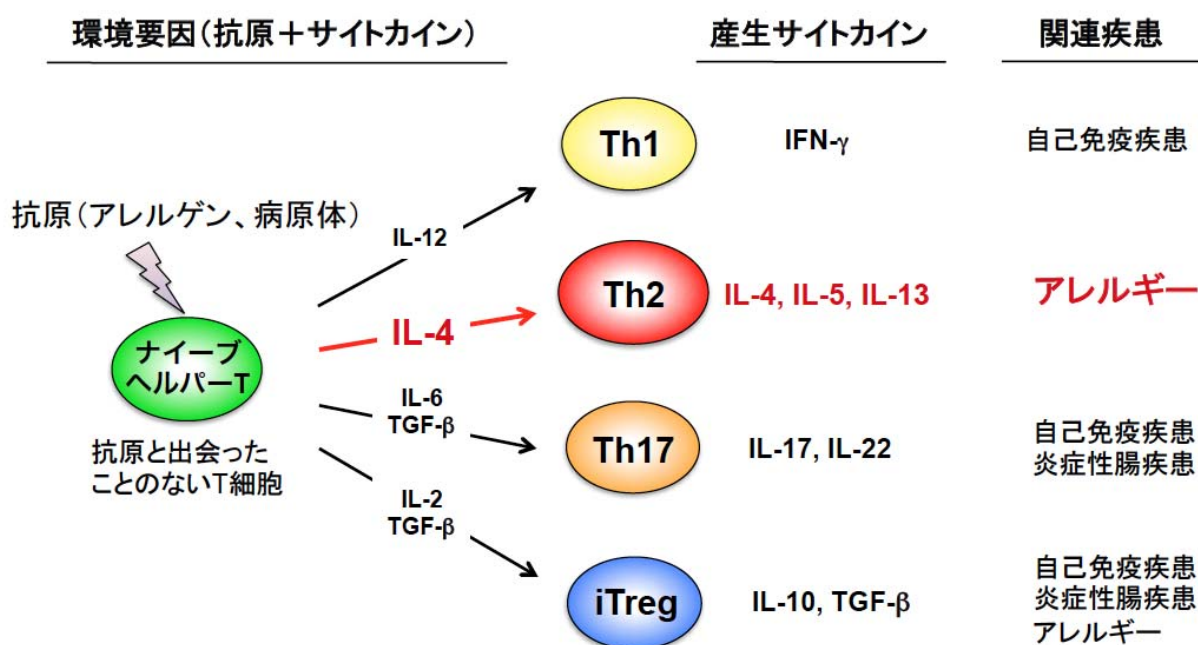 環境要因(抗原＋サイトカイン)
産生サイトカイン
関連疾患
抗原(アレルゲン、病原体)
ナイーブ
ヘルパーT
抗原と出会った
ことのないT細胞
IL-12
Th1
IFN-γ
自己免疫疾患
IL-4
Th2
IL-4, IL-5, IL-13
アレルギー
IL-6
TGF-β
Th17
IL-17, IL-22
自己免疫疾患
炎症性腸疾患
IL-2
TGF-β
iTreg
IL-10, TGF-β
自己免疫疾患
炎症性腸疾患
アレルギー